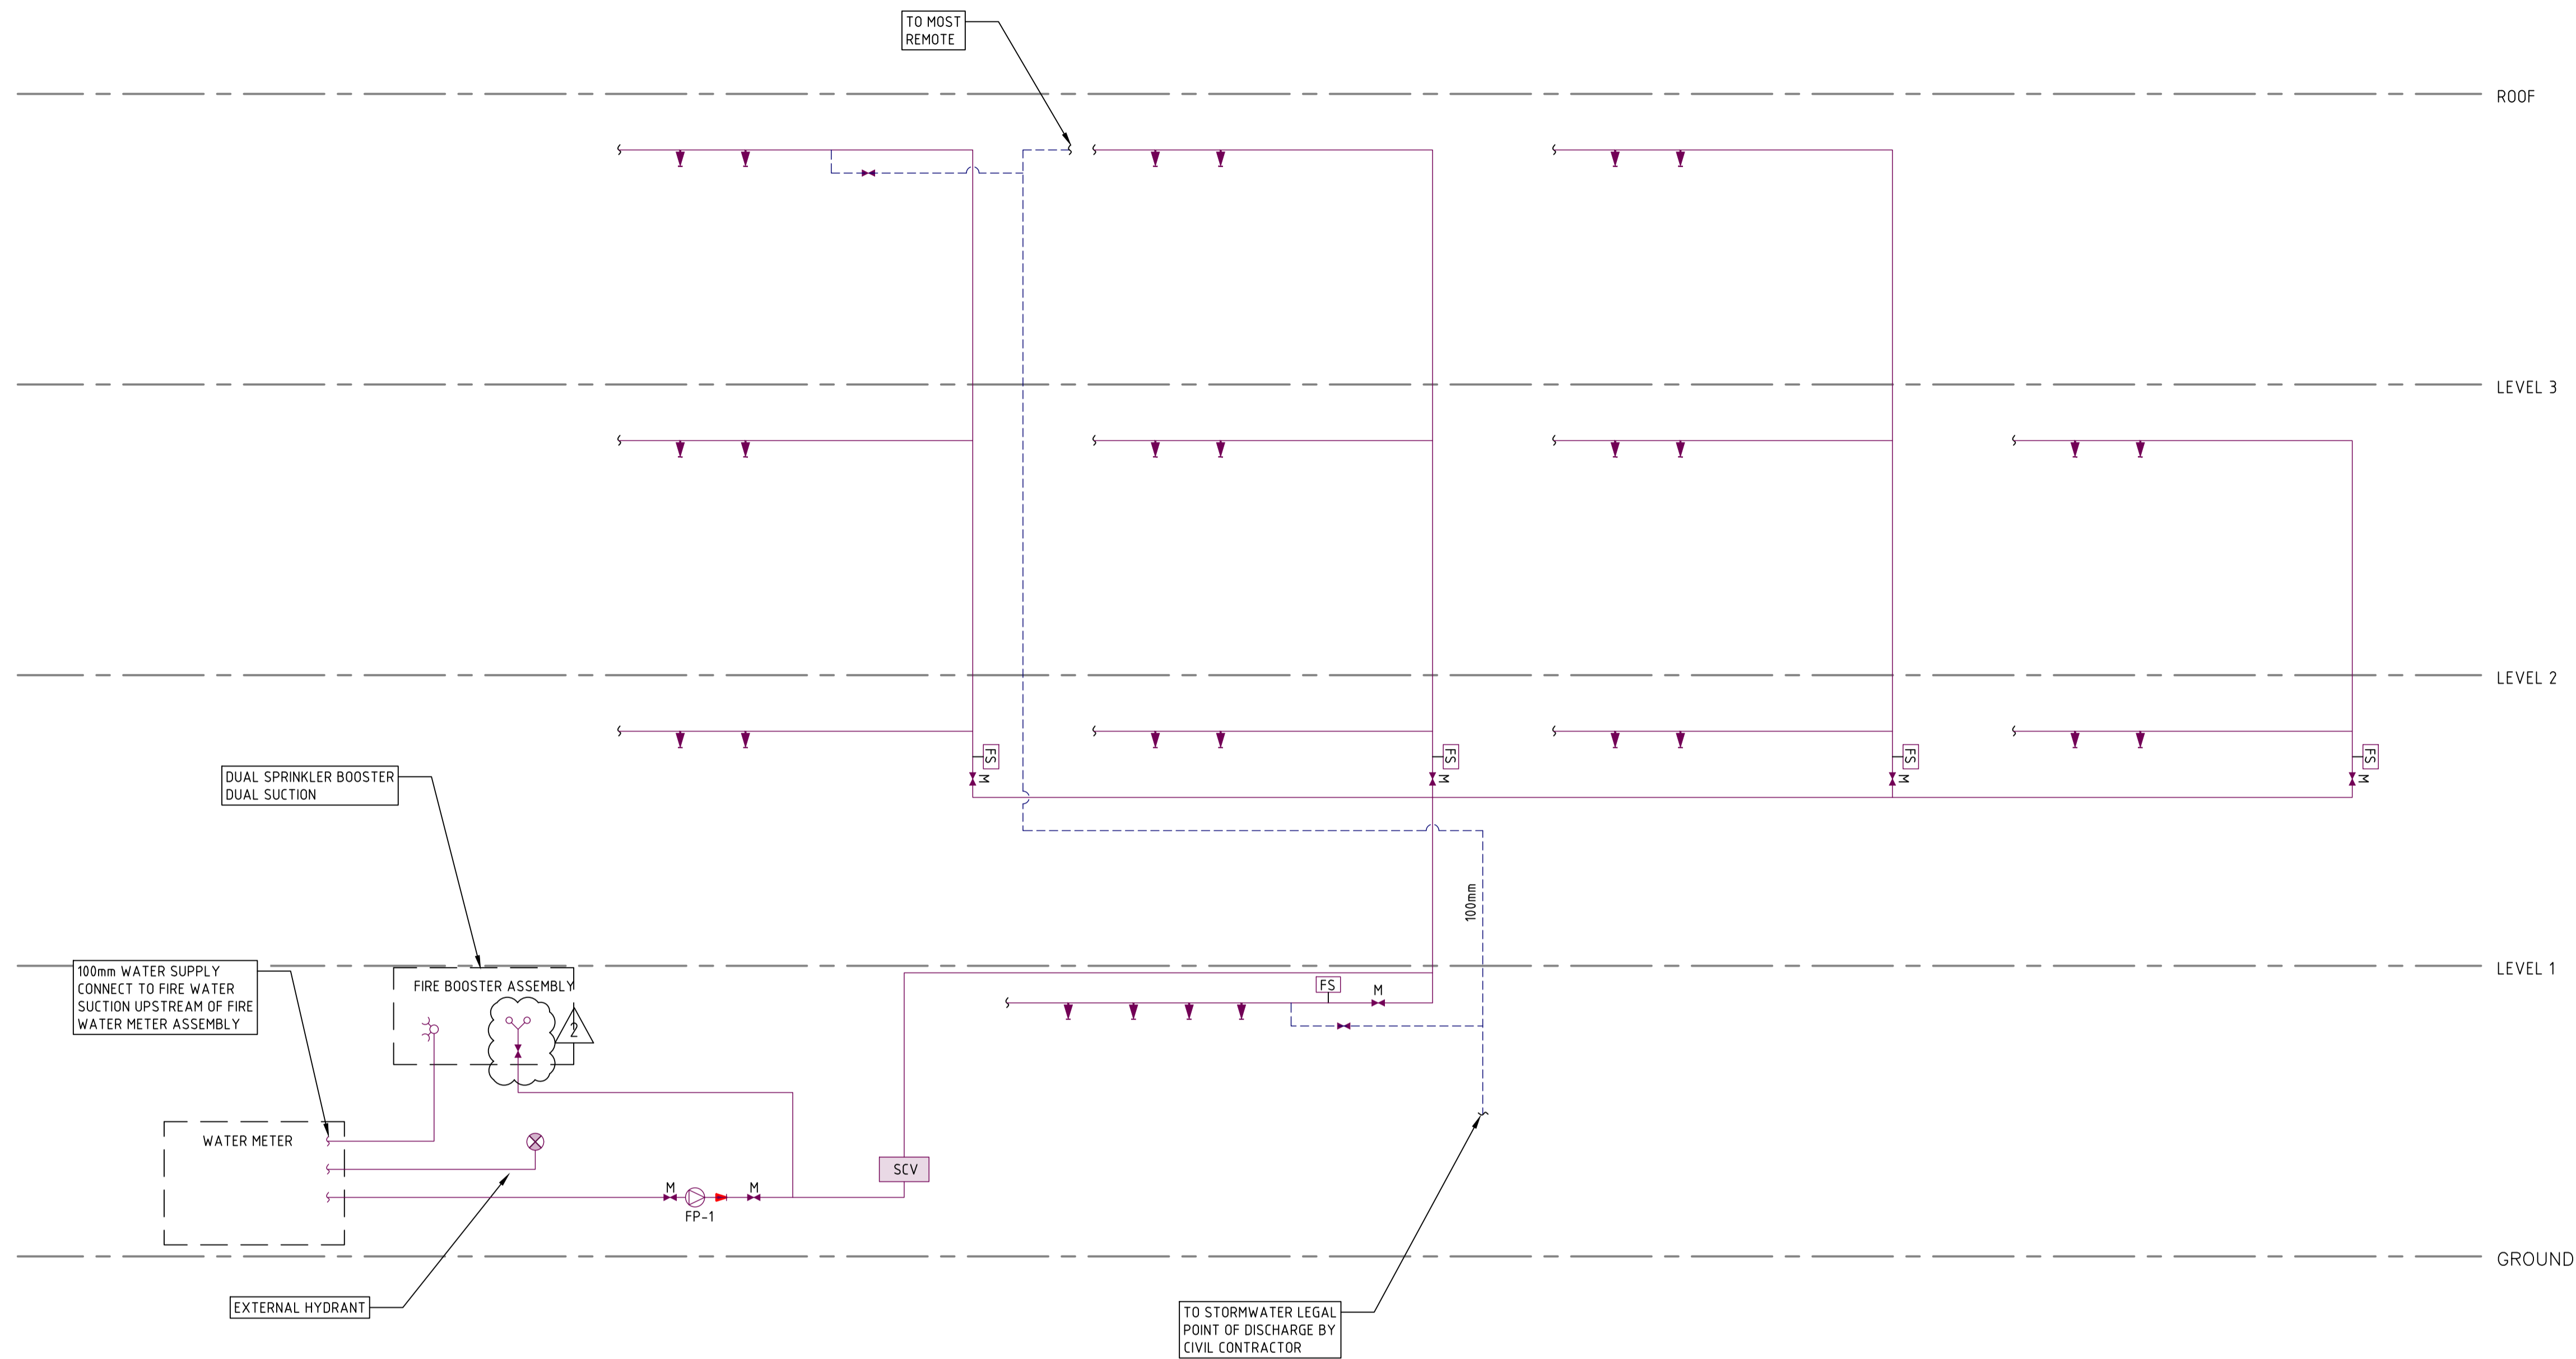 TO MOST
REMOTE
ROOF
LEVEL 3
LEVEL 2
FS
M
FS
M
FS
M
FS
M
DUAL SPRINKLER BOOSTER
DUAL SUCTION
100mm
100mm WATER SUPPLY
CONNECT TO FIRE WATER
SUCTION UPSTREAM OF FIRE
WATER METER ASSEMBLY
LEVEL 1
FIRE BOOSTER ASSEMBLY
2
FS
M
WATER METER
SCV
M
M
FP-1
GROUND
EXTERNAL HYDRANT
TO STORMWATER LEGAL
POINT OF DISCHARGE BY
CIVIL CONTRACTOR